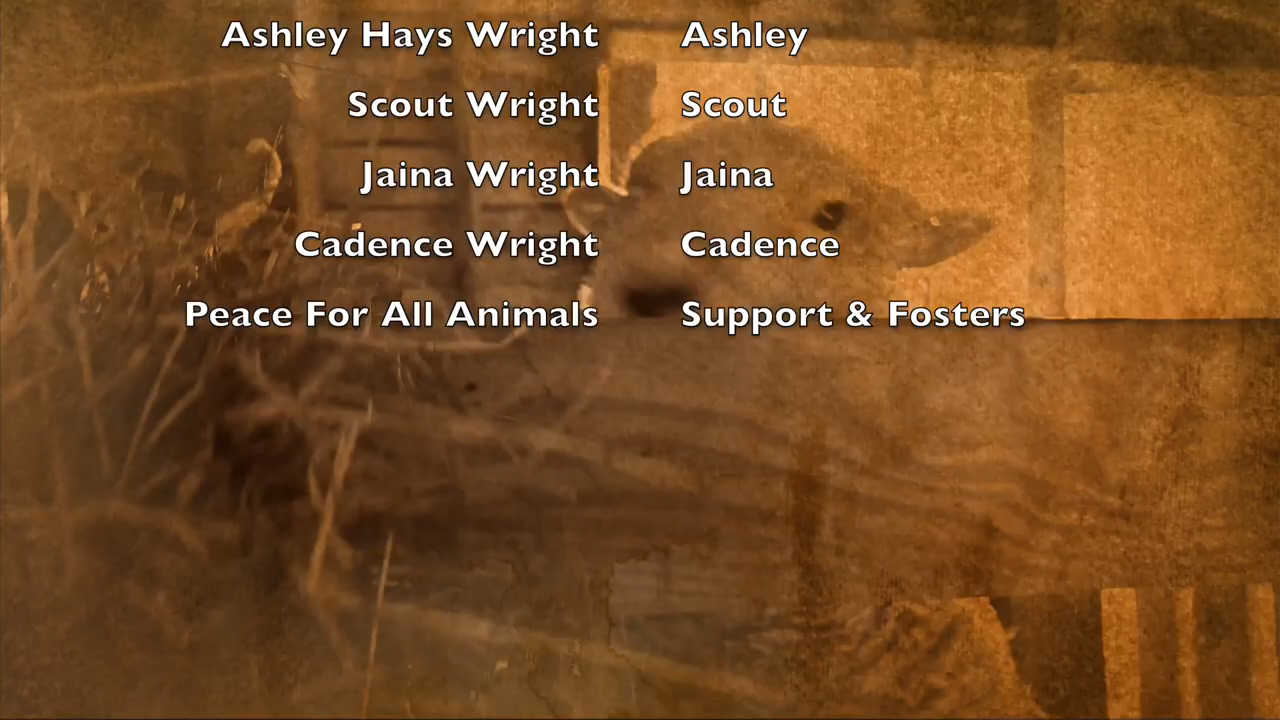 Ashley Hays Wright Ashley
Scout Wright Scout
Jaina Wright Jaina
Cadence Wright Cadence
Peace For All Animals Support & Fosters